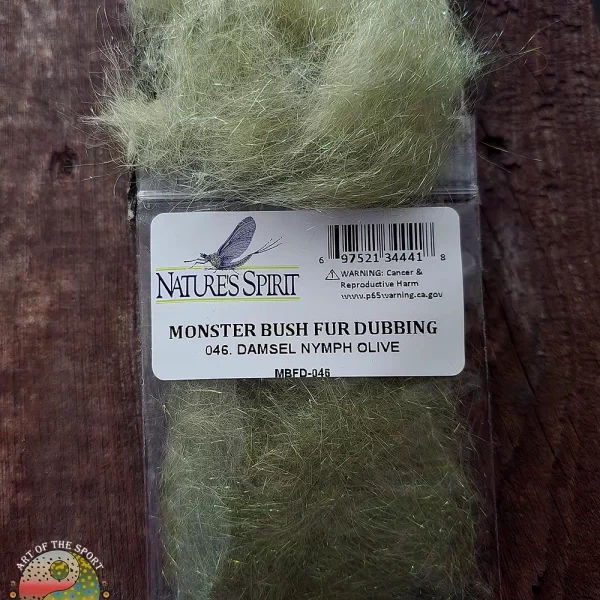 NATURE'S SPIRIT
6 97521 34441 8
WARNING: Cancer &
Reproductive Harm
www.p65warning.ca.gov
MONSTER BUSH FUR DUBBING
046. DAMSEL NYMPH OLIVE
MBFD-046
ART OF THE SPORT